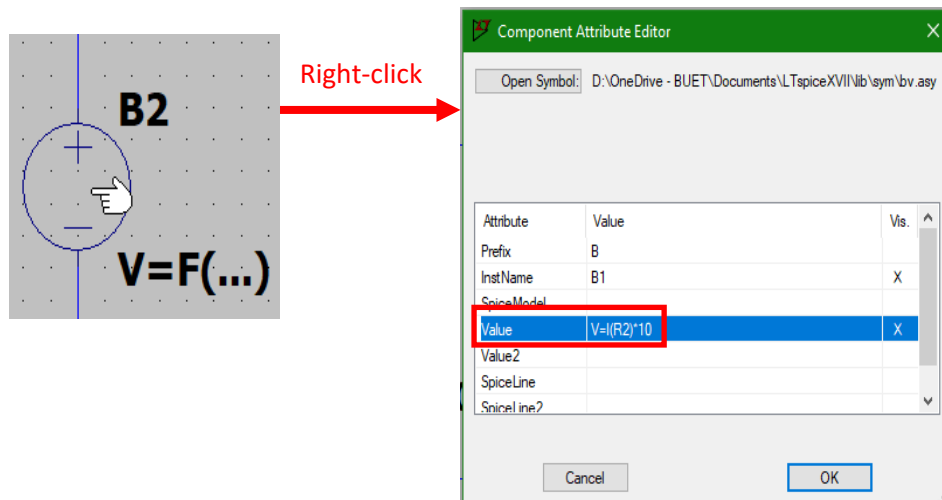 B2
V=F(...)
Right-click
Component Attribute Editor
Open Symbol: D:\OneDrive - BUET\Documents\LTspiceXVII\lib\sym\bv.asy
Attribute Value Vis.
Prefix B
InstName B1 X
SpiceModel
Value V=I(R2)*10 X
Value2
SpiceLine
SpiceLine2
Cancel OK